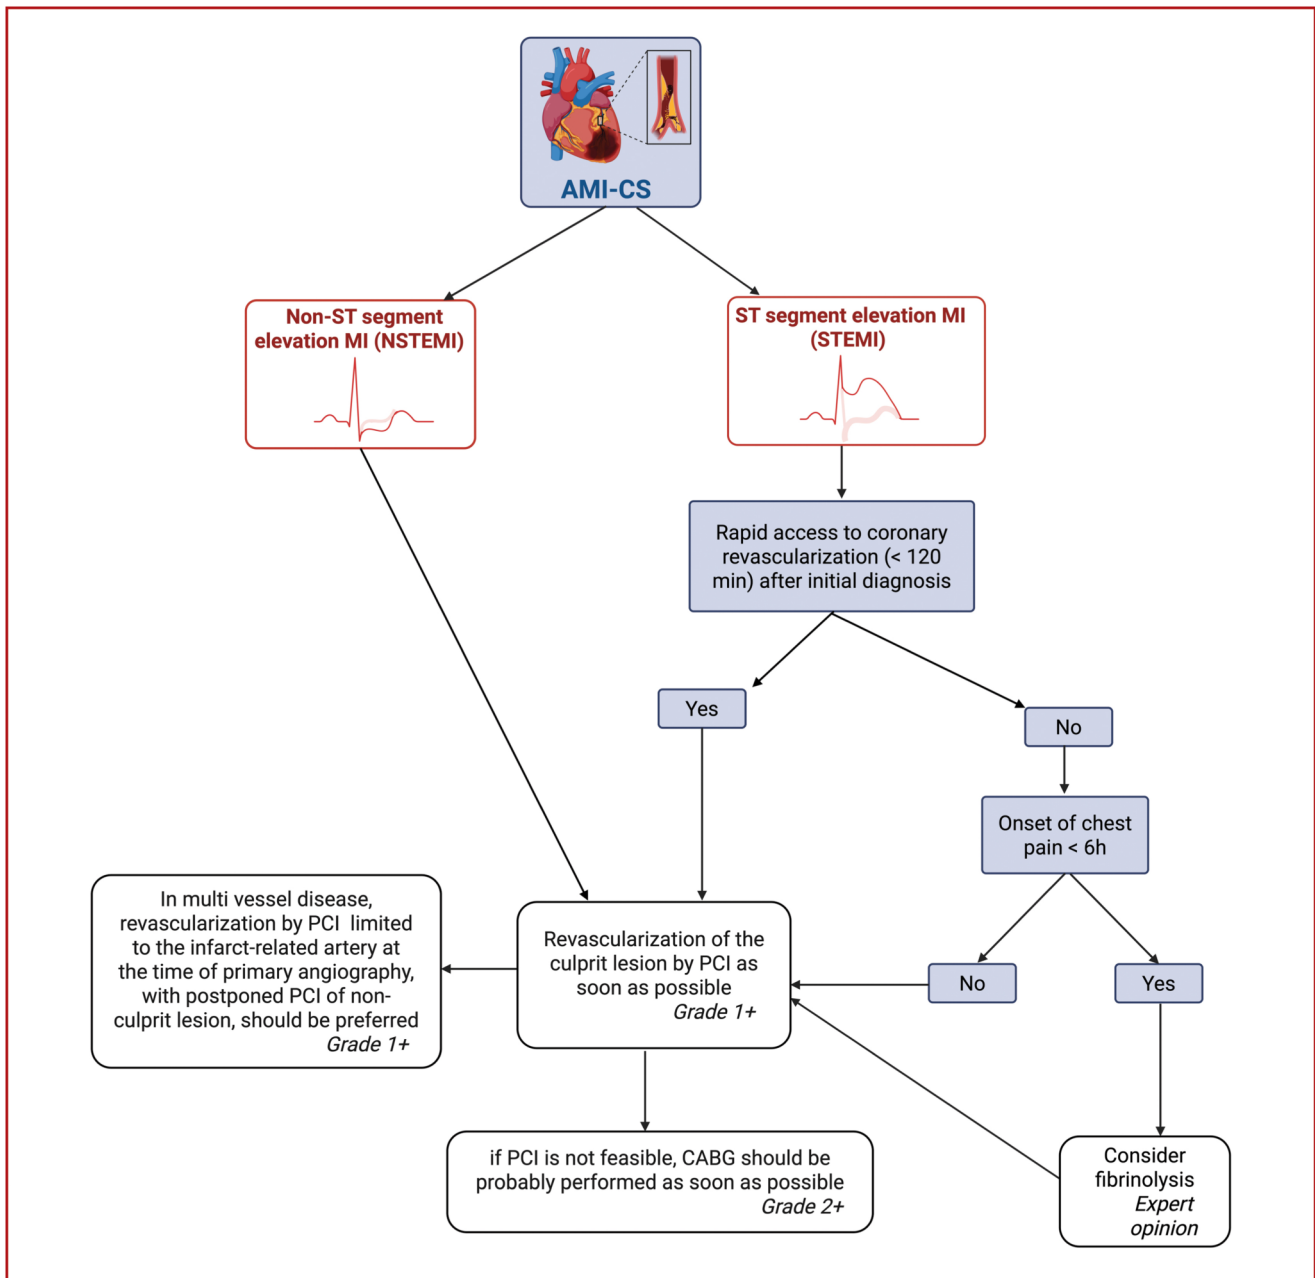 AMI-CS
Non-ST segment
elevation MI (NSTEMI)
ST segment elevation MI
(STEMI)
Rapid access to coronary
revascularization (< 120
min) after initial diagnosis
Yes
No
Onset of chest
pain < 6h
In multi vessel disease,
revascularization by PCI limited
to the infarct-related artery at
the time of primary angiography,
with postponed PCI of non-
culprit lesion, should be preferred
Grade 1+
Revascularization of the
culprit lesion by PCI as
soon as possible
Grade 1+
No
Yes
if PCI is not feasible, CABG should be
probably performed as soon as possible
Grade 2+
Consider
fibrinolysis
Expert
opinion